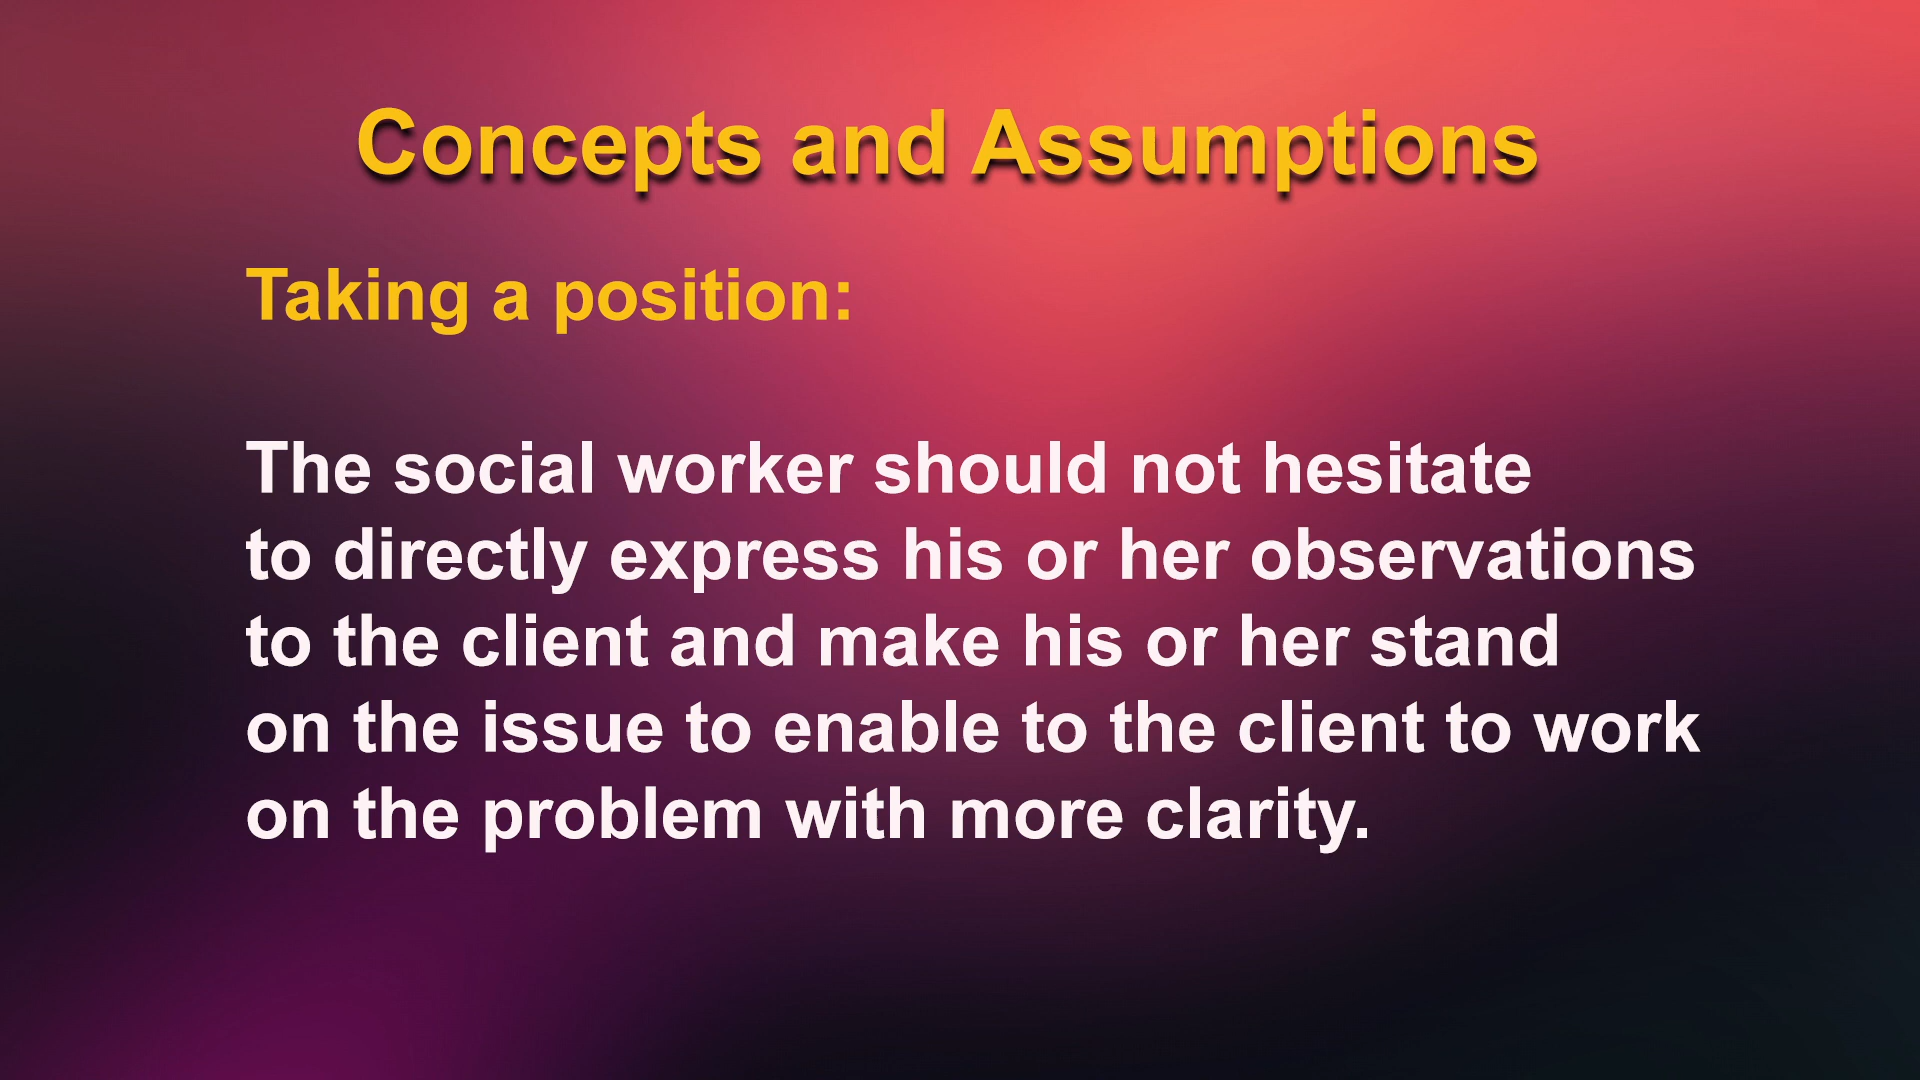 Concepts and Assumptions
Taking a position:
The social worker should not hesitate
to directly express his or her observations
to the client and make his or her stand
on the issue to enable to the client to work
on the problem with more clarity.